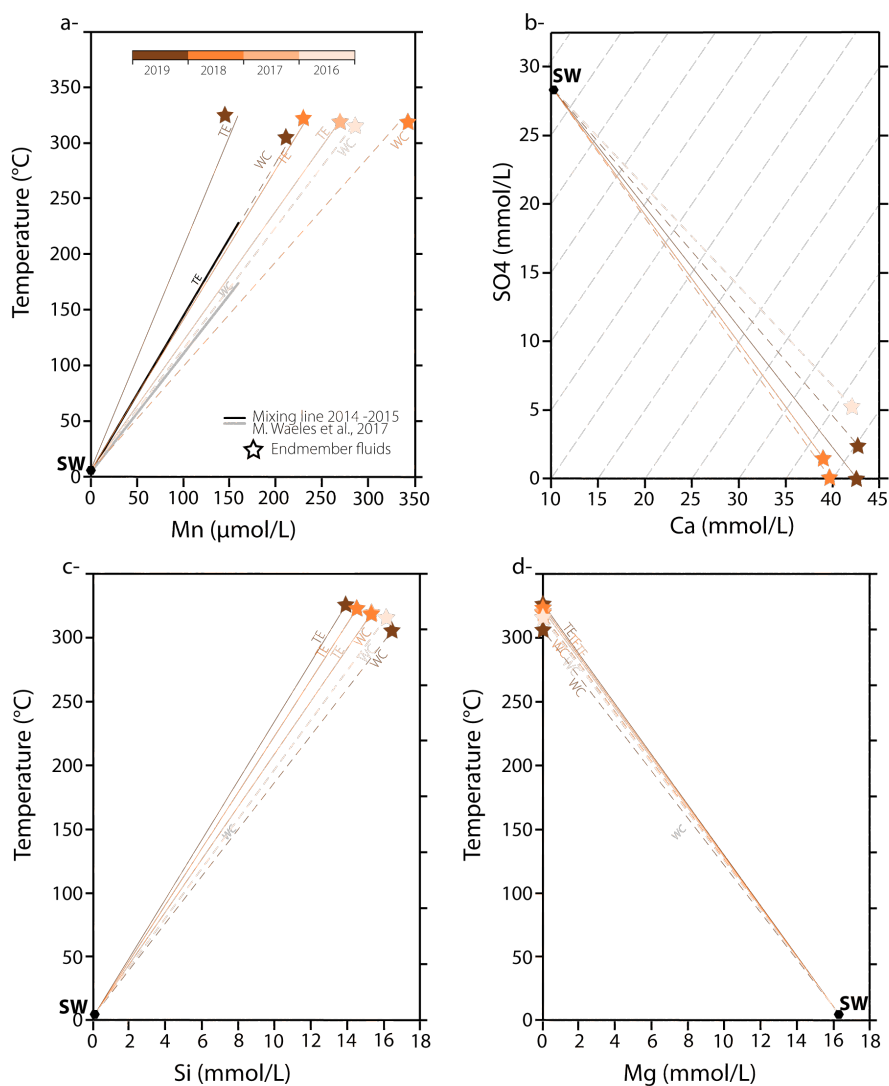 a-
350
300
250
200
150
100
50
0
Temperature (°C)
2019 2018 2017 2016
TE
WC
TE
TE
WC
WC
TE
WC
Mixing line 2014 -2015
M. Waeles et al., 2017
Endmember fluids
SW
0 50 100 150 200 250 300 350
Mn (µmol/L)
b-
30
25
20
15
10
5
0
SO4 (mmol/L)
SW
10 15 20 25 30 35 40 45
Ca (mmol/L)
c-
300
250
200
150
100
50
0
Temperature (°C)
TE
TE
TE
WC
WC
WC
WC
SW
0 2 4 6 8 10 12 14 16 18
Si (mmol/L)
d-
300
250
200
150
100
50
0
Temperature (°C)
TE
TE
TE
WC
WC
WC
WC
SW
0 2 4 6 8 10 12 14 16 18
Mg (mmol/L)